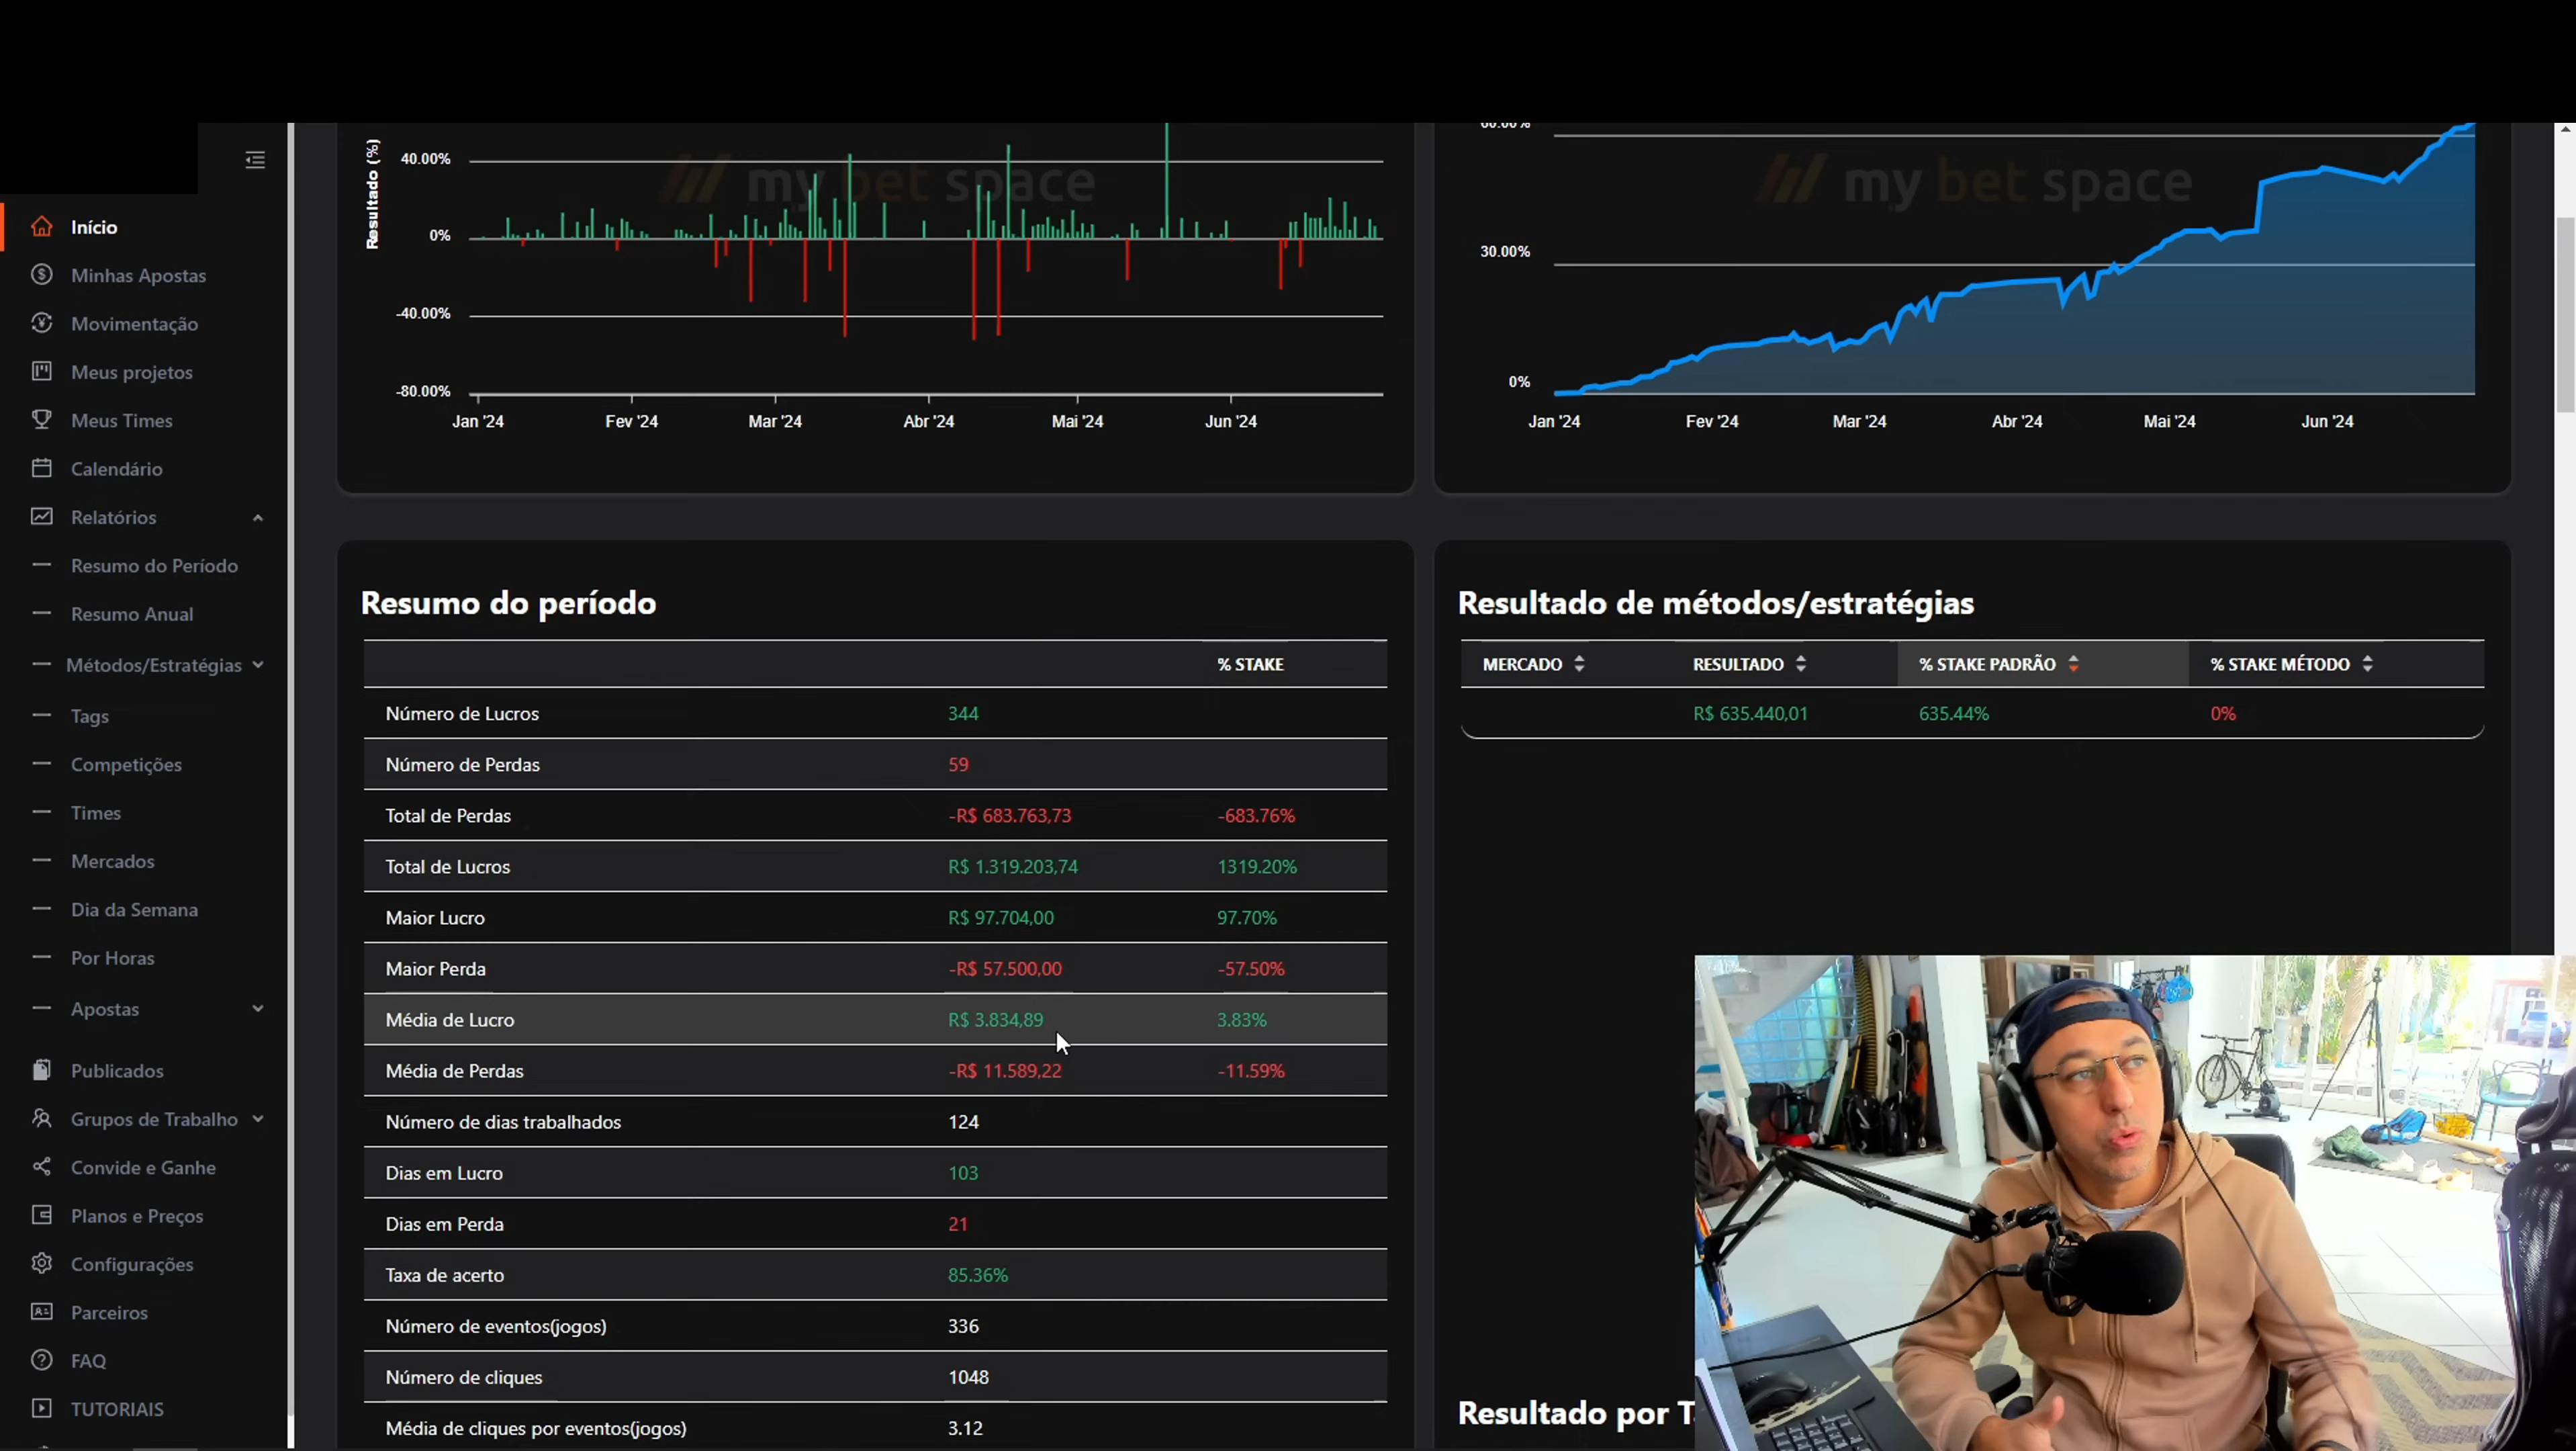 Resultado (%)
40.00%
0%
-40.00%
-80.00%
Jan '24
Fev '24
Mar '24
Abr '24
Mai '24
Jun '24
my bet space
60.00%
30.00%
0%
Jan '24
Fev '24
Mar '24
Abr '24
Mai '24
Jun '24
my bet space
Início
Minhas Apostas
Movimentação
Meus projetos
Meus Times
Calendário
Relatórios
Resumo do Período
Resumo Anual
Métodos/Estratégias
Tags
Competições
Times
Mercados
Dia da Semana
Por Horas
Apostas
Publicados
Grupos de Trabalho
Convide e Ganhe
Planos e Preços
Configurações
Parceiros
FAQ
TUTORIAIS
Resumo do período
% STAKE
Número de Lucros 344
Número de Perdas 59
Total de Perdas -R$ 683.763,73 -683.76%
Total de Lucros R$ 1.319.203,74 1319.20%
Maior Lucro R$ 97.704,00 97.70%
Maior Perda -R$ 57.500,00 -57.50%
Média de Lucro R$ 3.834,89 3.83%
Média de Perdas -R$ 11.589,22 -11.59%
Número de dias trabalhados 124
Dias em Lucro 103
Dias em Perda 21
Taxa de acerto 85.36%
Número de eventos(jogos) 336
Número de cliques 1048
Média de cliques por eventos(jogos) 3.12
Resultado de métodos/estratégias
MERCADO RESULTADO % STAKE PADRÃO % STAKE MÉTODO
R$ 635.440,01 635.44% 0%
Resultado por T